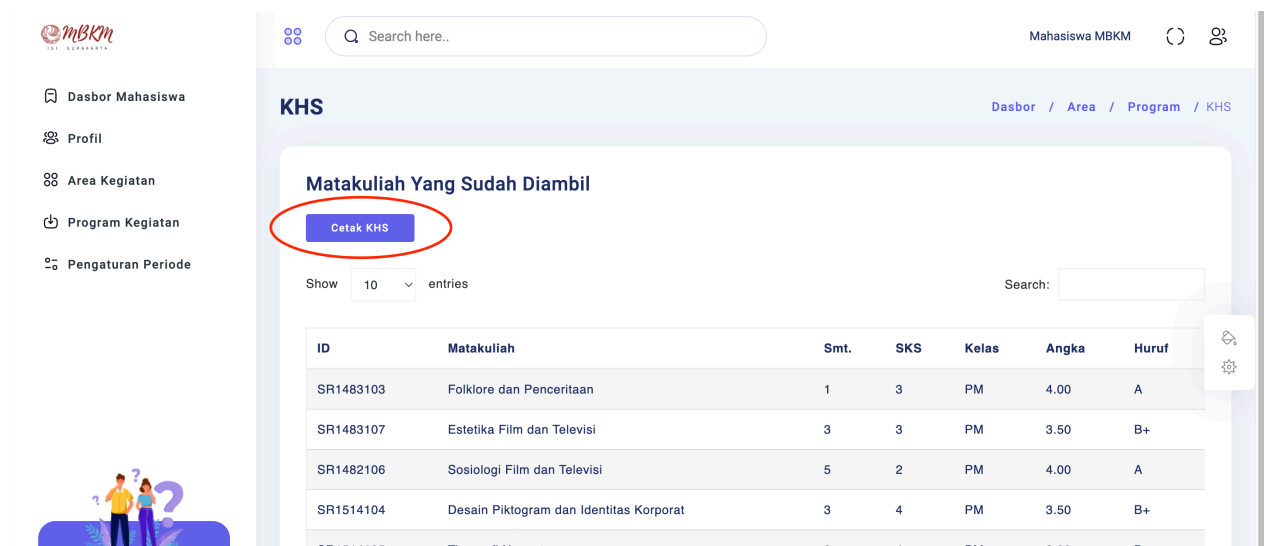 MBKM
ISI SURAKARTA
Search here..
Mahasiswa MBKM
Dasbor Mahasiswa
Profil
Area Kegiatan
Program Kegiatan
Pengaturan Periode
KHS
Dasbor / Area / Program / KHS
Matakuliah Yang Sudah Diambil
Cetak KHS
Show 10 entries
Search:
ID Matakuliah Smt. SKS Kelas Angka Huruf
SR1483103 Folklore dan Penceritaan 1 3 PM 4.00 A
SR1483107 Estetika Film dan Televisi 3 3 PM 3.50 B+
SR1482106 Sosiologi Film dan Televisi 5 2 PM 4.00 A
SR1514104 Desain Piktogram dan Identitas Korporat 3 4 PM 3.50 B+